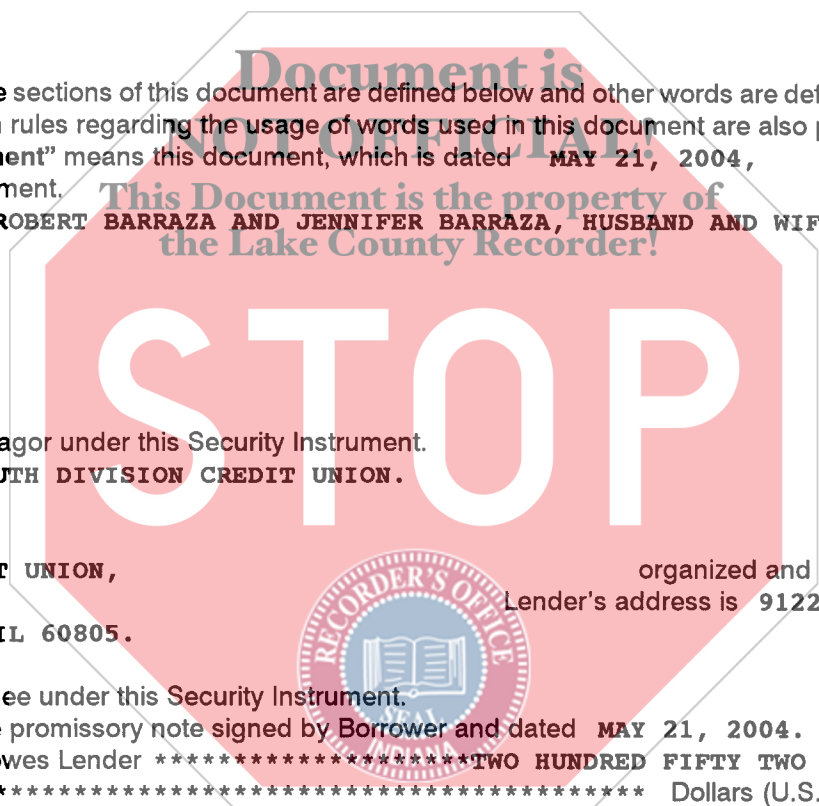 Document is
e sections of this document are defined below and other words are def
n rules regarding the usage of words used in this document are also p
NOT OFFICIAL!
ment" means this document, which is dated MAY 21, 2004,
ment.
This Document is the property of
ROBERT BARRAZA AND JENNIFER BARRAZA, HUSBAND AND WIF
the Lake County Recorder!
STOP
agor under this Security Instrument.
UTH DIVISION CREDIT UNION.
T UNION, organized and
Lender's address is 9122
IL 60805.
RECORDER'S OFFICE
SEAL
INDIANA
ee under this Security Instrument.
e promissory note signed by Borrower and dated MAY 21, 2004.
owes Lender *********************TWO HUNDRED FIFTY TWO
******************************************* Dollars (U.S.